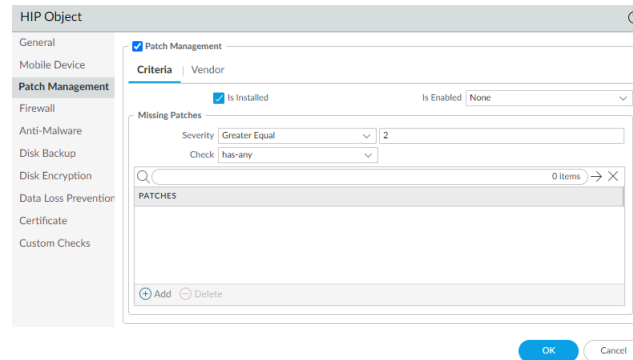 HIP Object
General
Mobile Device
Patch Management
Firewall
Anti-Malware
Disk Backup
Disk Encryption
Data Loss Prevention
Certificate
Custom Checks
Patch Management
Criteria | Vendor
Is Installed
Is Enabled None
Missing Patches
Severity Greater Equal 2
Check has-any
0 items
PATCHES
Add Delete
OK Cancel